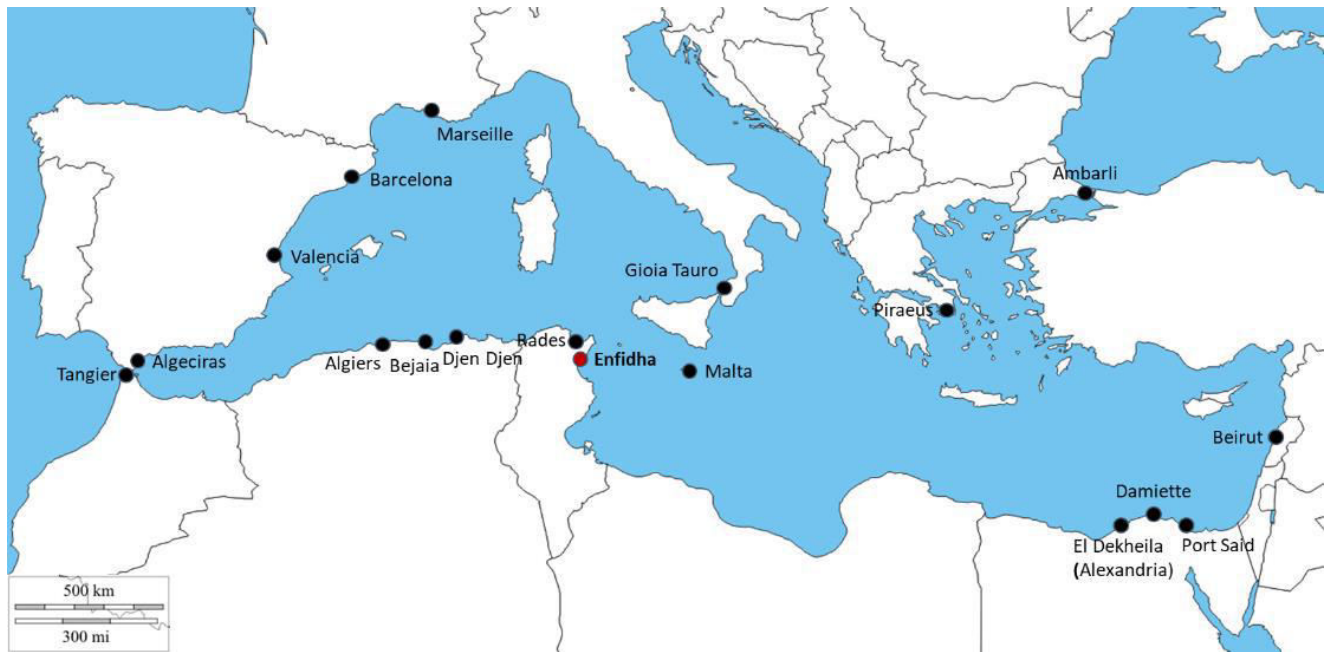 Marseille
Barcelona
Ambarli
Valencia
Gioia Tauro
Piraeus
Rades
Algiers
Bejaia
Djen Djen
Enfidha
Algeciras
Tangier
Malta
Beirut
Damiette
El Dekheila
(Alexandria)
Port Said
500 km
300 mi